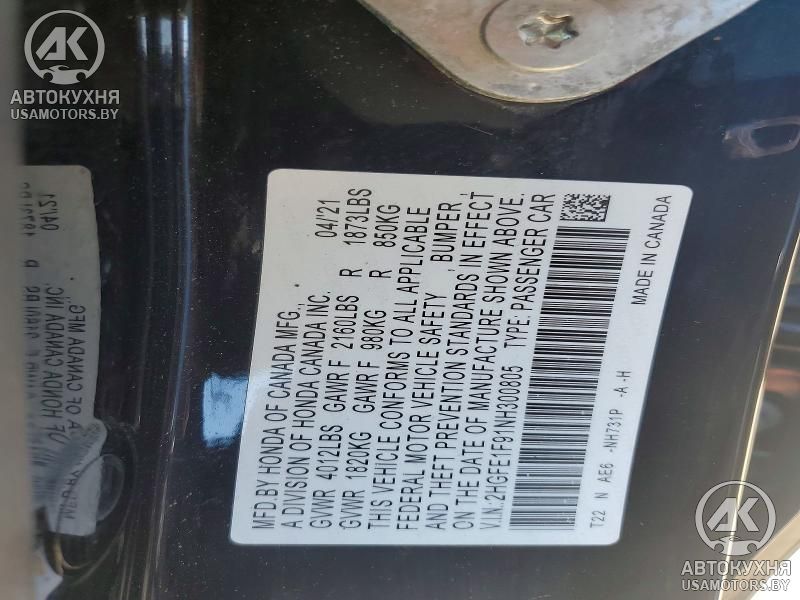 AK
АВТОКУХНЯ
USAMOTORS.BY
MFD.BY HONDA OF CANADA MFG.,
A DIVISION OF HONDA CANADA INC. 04/'21
GVWR 4012LBS GAWR F 2160LBS R 1873LBS
GVWR 1820KG GAWR F 980KG R 850KG
THIS VEHICLE CONFORMS TO ALL APPLICABLE
FEDERAL MOTOR VEHICLE SAFETY , BUMPER,
AND THEFT PREVENTION STANDARDS IN EFFECT
ON THE DATE OF MANUFACTURE SHOWN ABOVE.
V.I.N: 2HGFE1F91NH300805 TYPE: PASSENGER CAR
T22 N AE6 -NH731P -A -H MADE IN CANADA
AK
АВТОКУХНЯ
USAMOTORS.BY